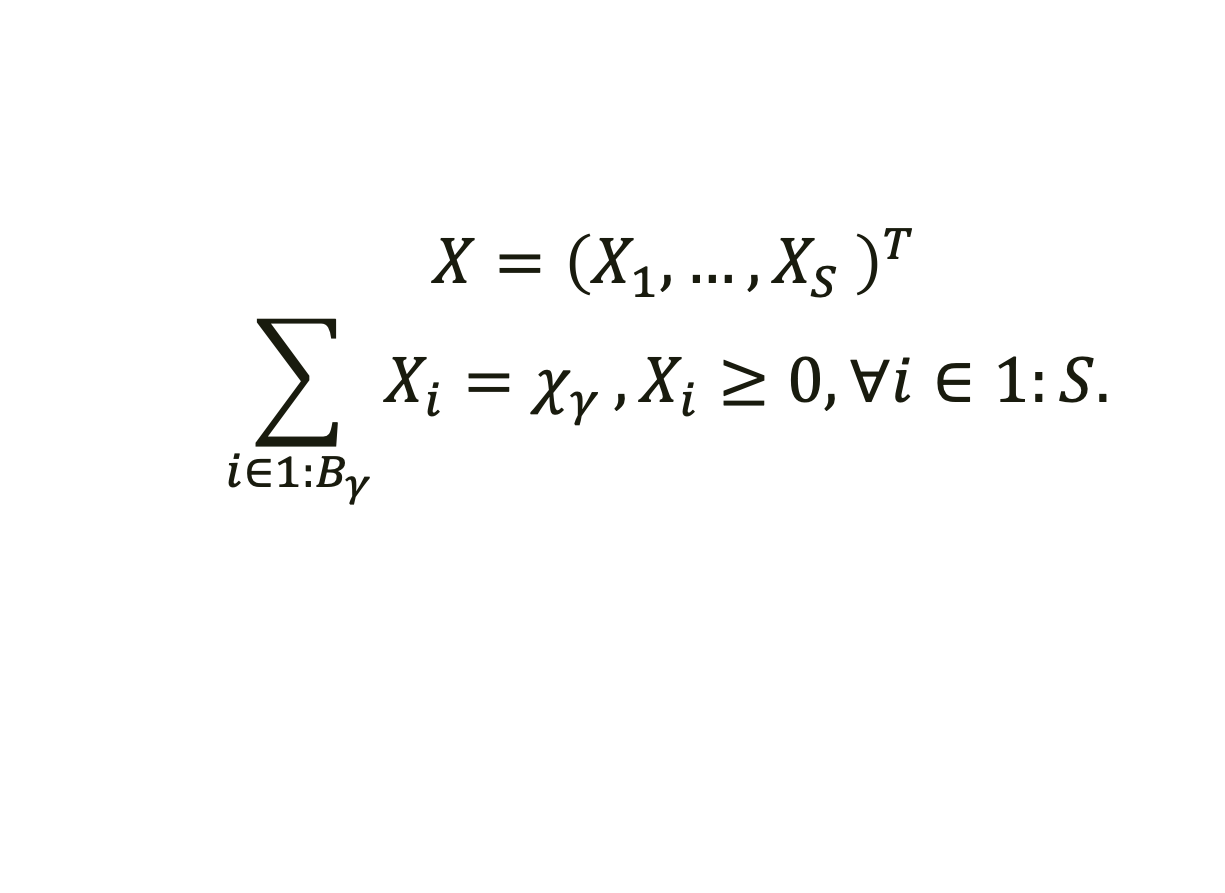 X = (X₁, … , X_S )ᵀ
∑_{i∈1:B_γ} X_i = χ_γ , X_i ≥ 0, ∀i ∈ 1: S.